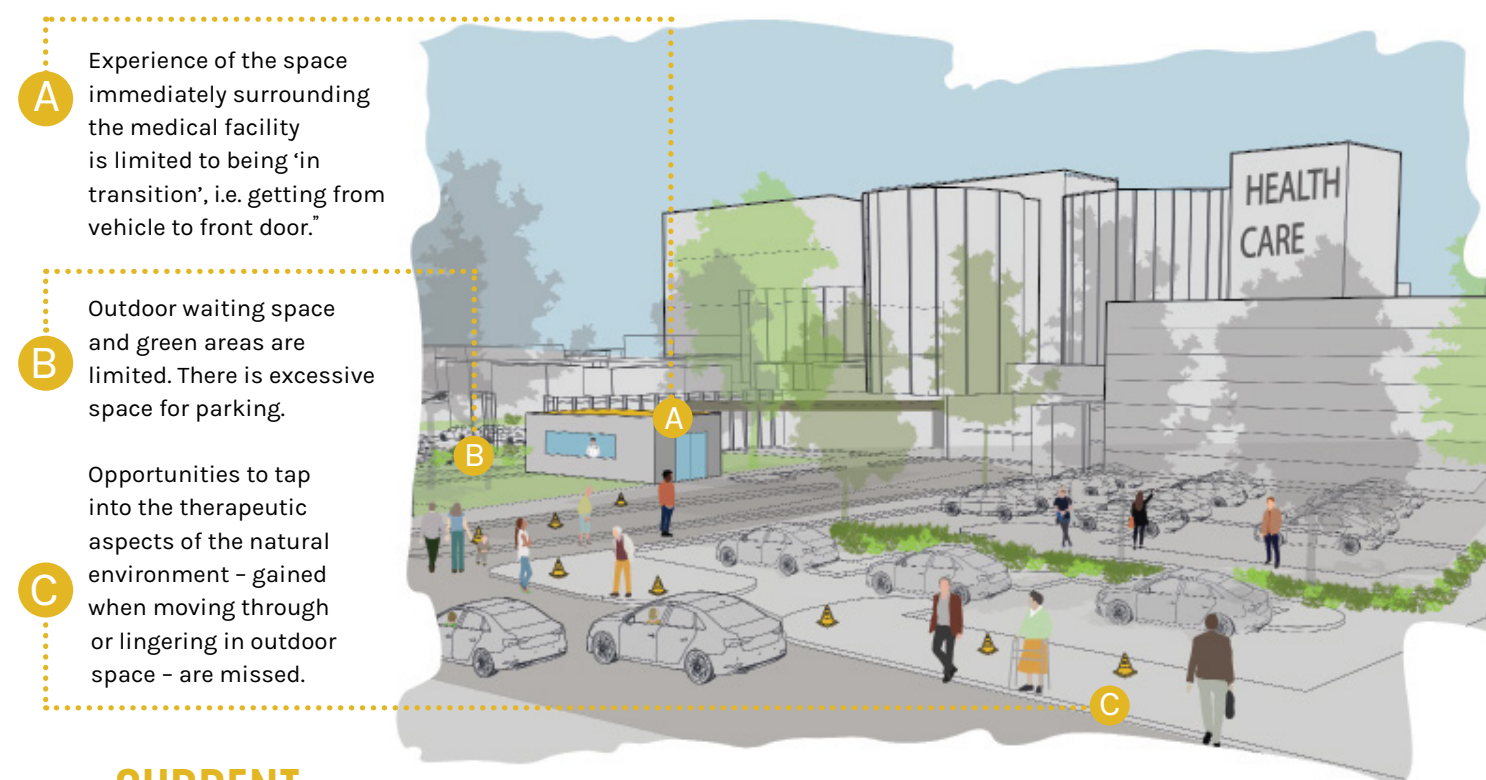 A
Experience of the space
immediately surrounding
the medical facility
is limited to being ‘in
transition’, i.e. getting from
vehicle to front door.”
B
Outdoor waiting space
and green areas are
limited. There is excessive
space for parking.
C
Opportunities to tap
into the therapeutic
aspects of the natural
environment – gained
when moving through
or lingering in outdoor
space – are missed.
HEALTH
CARE
A
B
C
CURRENT